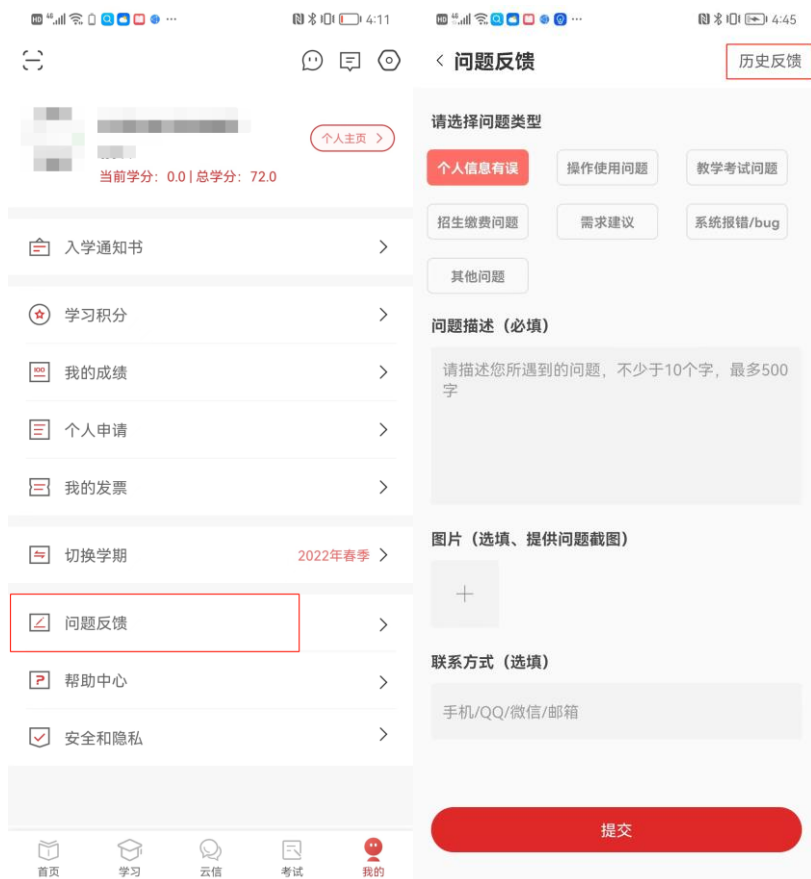 4:11
个人主页
当前学分：0.0 | 总学分：72.0
入学通知书
学习积分
我的成绩
个人申请
我的发票
切换学期 2022年春季
问题反馈
帮助中心
安全和隐私
首页 学习 云信 考试 我的
4:45
问题反馈 历史反馈
请选择问题类型
个人信息有误 操作使用问题 教学考试问题
招生缴费问题 需求建议 系统报错/bug
其他问题
问题描述（必填）
请描述您所遇到的问题，不少于10个字，最多500
字
图片（选填、提供问题截图）
联系方式（选填）
手机/QQ/微信/邮箱
提交